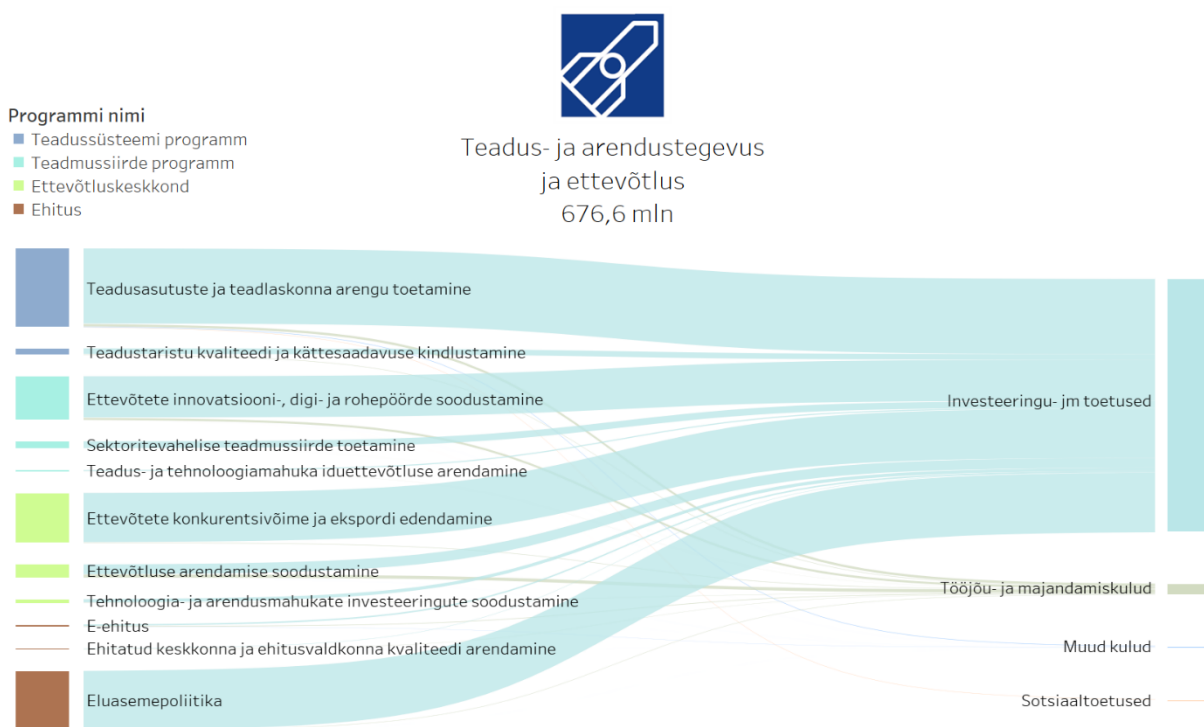 Teadus- ja arendustegevus
ja ettevõtlus
676,6 mln
Programmi nimi
Teadussüsteemi programm
Teadmussiirde programm
Ettevõtluskeskkond
Ehitus
Teadusasutuste ja teadlaskonna arengu toetamine
Teadustaristu kvaliteedi ja kättesaadavuse kindlustamine
Ettevõtete innovatsiooni-, digi- ja rohepöörde soodustamine
Sektoritevahelise teadmussiirde toetamine
Teadus- ja tehnoloogiamahuka iduettevõtluse arendamine
Ettevõtete konkurentsivõime ja ekspordi edendamine
Ettevõtluse arendamise soodustamine
Tehnoloogia- ja arendusmahukate investeeringute soodustamine
E-ehitus
Ehitatud keskkonna ja ehitusvaldkonna kvaliteedi arendamine
Eluasemepoliitika
Investeeringu- jm toetused
Tööjõu- ja majandamiskulud
Muud kulud
Sotsiaaltoetused